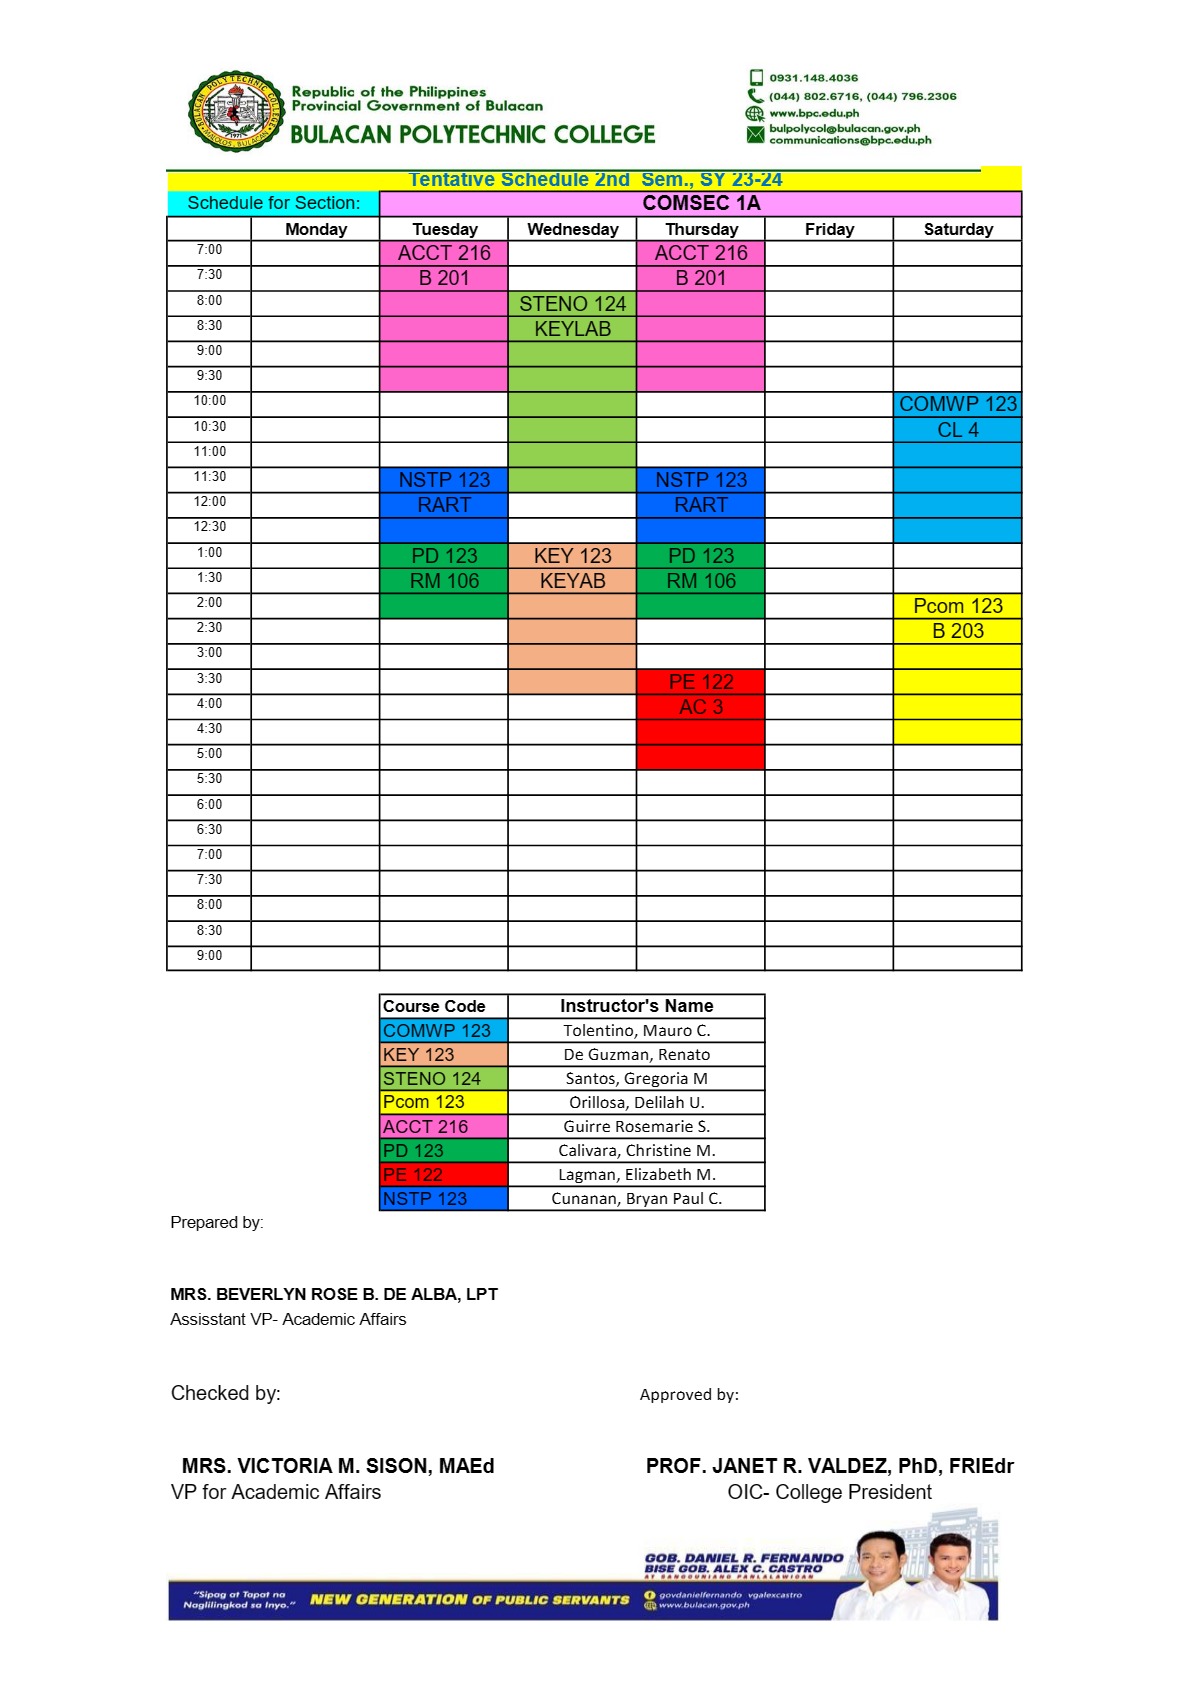 Republic of the Philippines
Provincial Government of Bulacan
BULACAN POLYTECHNIC COLLEGE
BULACAN POLYTECHNIC COLLEGE
MALOLOS, BULACAN
1971
0931.148.4036
(044) 802.6716, (044) 796.2306
www.bpc.edu.ph
bulpolycol@bulacan.gov.ph
communications@bpc.edu.ph
Tentative Schedule 2nd Sem., SY 23-24
Schedule for Section: COMSEC 1A
Monday Tuesday Wednesday Thursday Friday Saturday
7:00 ACCT 216 ACCT 216
7:30 B 201 B 201
8:00 STENO 124
8:30 KEYLAB
9:00
9:30
10:00 COMWP 123
10:30 CL 4
11:00
11:30 NSTP 123 NSTP 123
12:00 RART RART
12:30
1:00 PD 123 KEY 123 PD 123
1:30 RM 106 KEYAB RM 106
2:00 Pcom 123
2:30 B 203
3:00
3:30 PE 122
4:00 AC 3
4:30
5:00
5:30
6:00
6:30
7:00
7:30
8:00
8:30
9:00
Course Code Instructor's Name
COMWP 123 Tolentino, Mauro C.
KEY 123 De Guzman, Renato
STENO 124 Santos, Gregoria M
Pcom 123 Orillosa, Delilah U.
ACCT 216 Guirre Rosemarie S.
PD 123 Calivara, Christine M.
PE 122 Lagman, Elizabeth M.
NSTP 123 Cunanan, Bryan Paul C.
Prepared by:
MRS. BEVERLYN ROSE B. DE ALBA, LPT
Assisstant VP- Academic Affairs
Checked by: Approved by:
MRS. VICTORIA M. SISON, MAEd PROF. JANET R. VALDEZ, PhD, FRIEdr
VP for Academic Affairs OIC- College President
GOB. DANIEL R. FERNANDO
BISE GOB. ALEX C. CASTRO
AT SANGGUNIANG PANLALAWIGAN
"Sipag at Tapat na
Naglilingkod sa Inyo."
NEW GENERATION OF PUBLIC SERVANTS
govdanielfernando vgalexcastro
www.bulacan.gov.ph